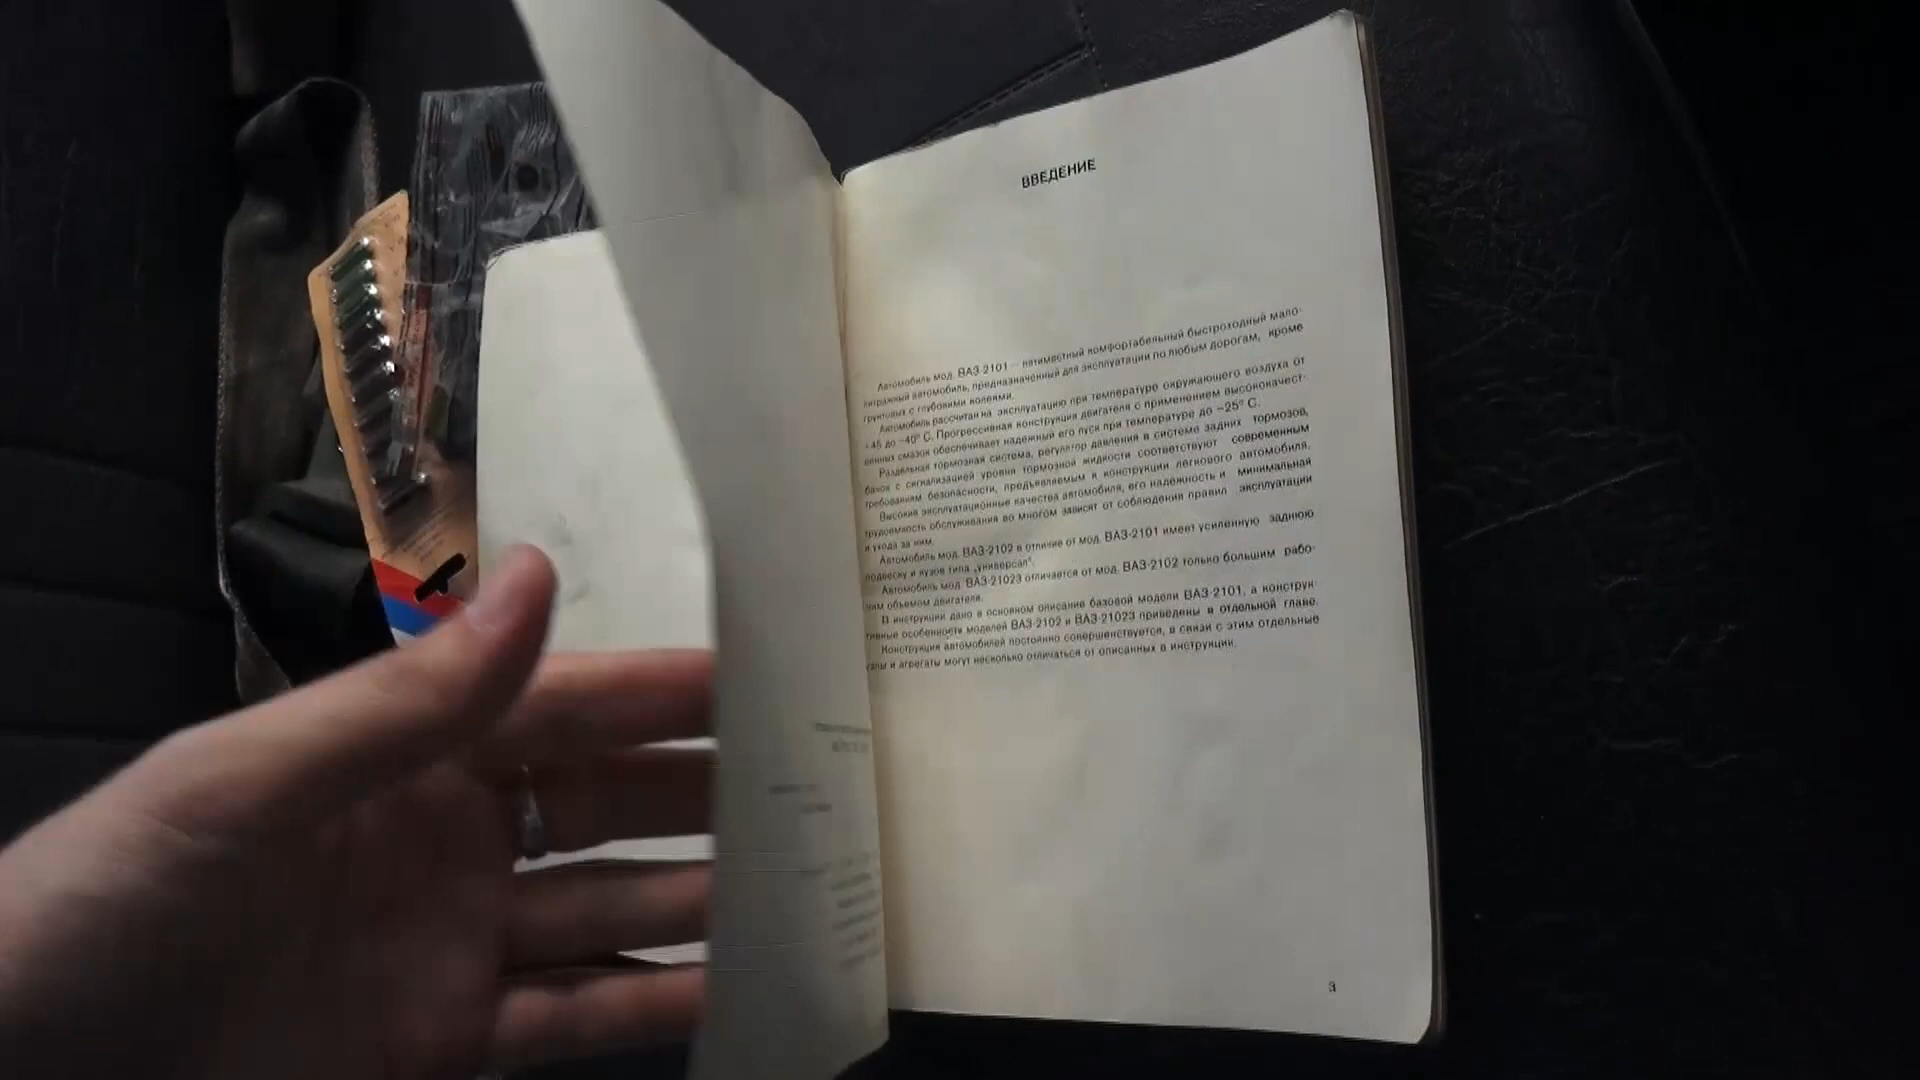 ВВЕДЕНИЕ
Автомобиль мод. ВАЗ-2101 — пятиместный комфортабельный быстроходный мало-
литражный автомобиль, предназначенный для эксплуатации по любым дорогам, кроме
грунтовых с глубокими колеями.
Автомобиль рассчитан на эксплуатацию при температуре окружающего воздуха от
+45 до -40° С. Прогрессивная конструкция двигателя с применением высококачест-
венных смазок обеспечивает надежный его пуск при температуре до -25° С.
Раздельная тормозная система, регулятор давления в системе задних тормозов,
бачок с сигнализацией уровня тормозной жидкости соответствуют современным
требованиям безопасности, предъявляемым к конструкции легкового автомобиля.
Высокие эксплуатационные качества автомобиля, его надежность и минимальная
трудоемкость обслуживания во многом зависят от соблюдения правил эксплуатации
и ухода за ним.
Автомобиль мод. ВАЗ-2102 в отличие от мод. ВАЗ-2101 имеет усиленную заднюю
подвеску и кузов типа „универсал".
Автомобиль мод. ВАЗ-21023 отличается от мод. ВАЗ-2102 только большим рабо-
чим объемом двигателя.
В инструкции дано в основном описание базовой модели ВАЗ-2101, а конструк-
тивные особенности моделей ВАЗ-2102 и ВАЗ-21023 приведены в отдельной главе.
Конструкция автомобилей постоянно совершенствуется, в связи с этим отдельные
узлы и агрегаты могут несколько отличаться от описанных в инструкции.
3